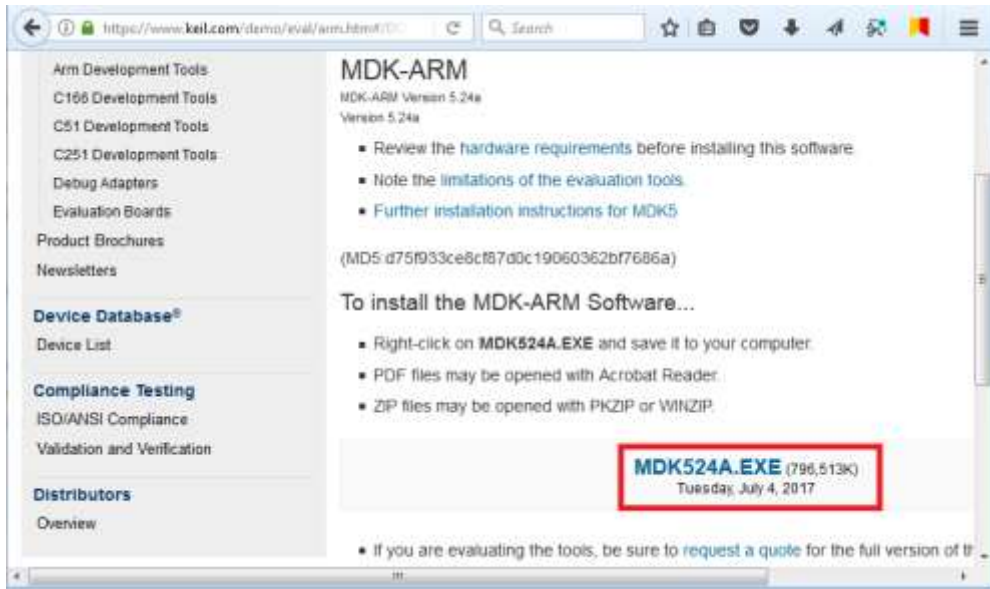 https://www.keil.com/demo/eval/arm.htm#/DO
Search
Arm Development Tools
C166 Development Tools
C51 Development Tools
C251 Development Tools
Debug Adapters
Evaluation Boards
Product Brochures
Newsletters
Device Database®
Device List
Compliance Testing
ISO/ANSI Compliance
Validation and Verification
Distributors
Overview
MDK-ARM
MDK-ARM Version 5.24a
Version 5.24a
▪ Review the hardware requirements before installing this software.
▪ Note the limitations of the evaluation tools.
▪ Further installation instructions for MDK5
(MD5:d75f933ce8cf87d0c19060362bf7686a)
To install the MDK-ARM Software...
▪ Right-click on MDK524A.EXE and save it to your computer.
▪ PDF files may be opened with Acrobat Reader.
▪ ZIP files may be opened with PKZIP or WINZIP.
MDK524A.EXE (796,513K)
Tuesday, July 4, 2017
▪ If you are evaluating the tools, be sure to request a quote for the full version of